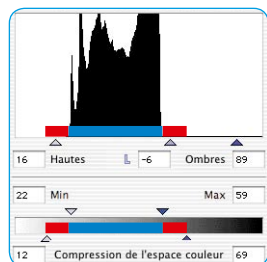 16 Hautes L -6 Ombres 89
22 Min Max 59
12 Compression de l'espace couleur 69